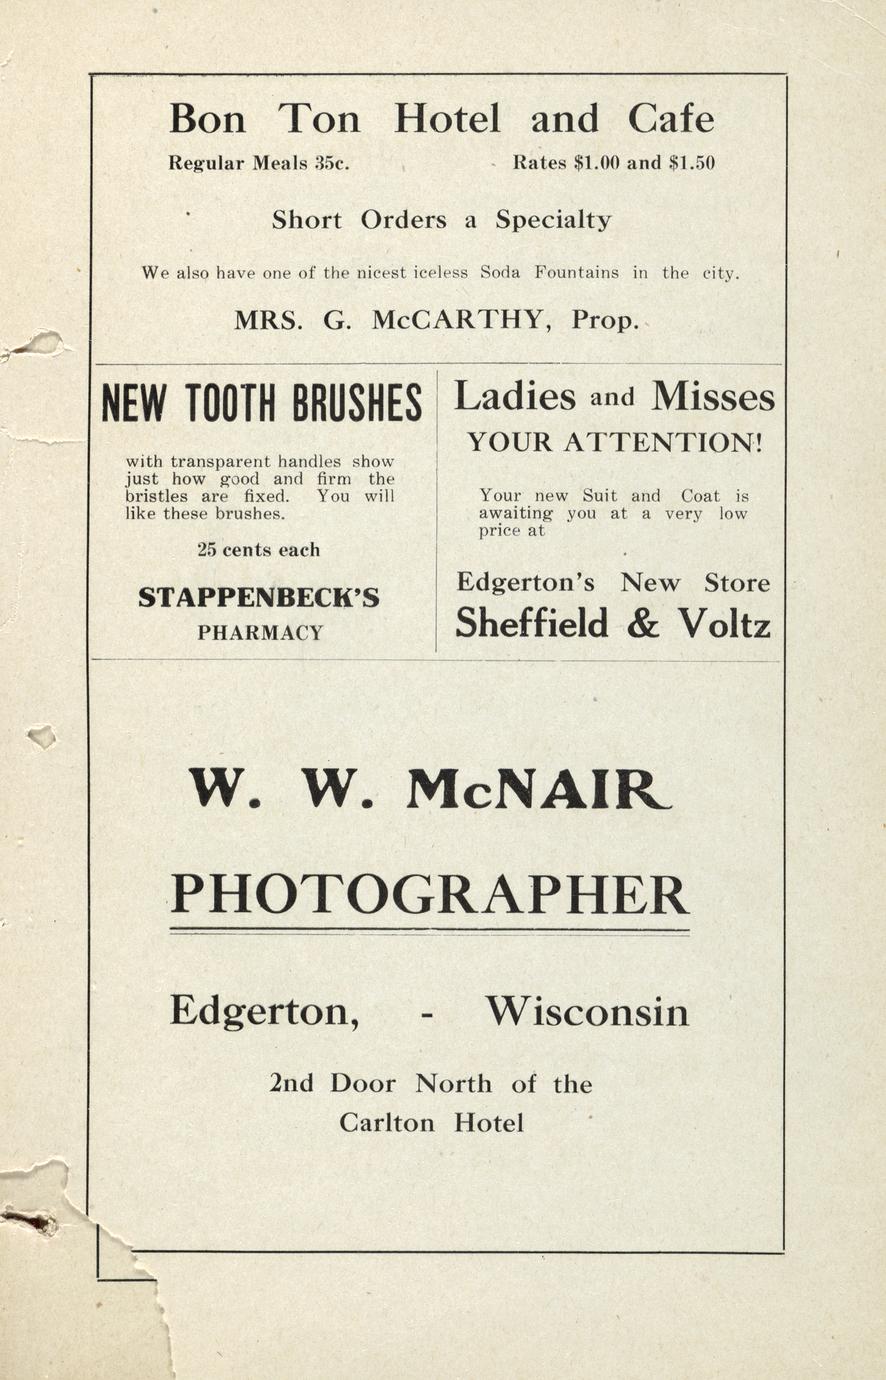 Bon Ton Hotel and Cafe
Regular Meals 35c. Rates $1.00 and $1.50
Short Orders a Specialty
We also have one of the nicest iceless Soda Fountains in the city.
MRS. G. McCARTHY, Prop.
NEW TOOTH BRUSHES
with transparent handles show
just how good and firm the
bristles are fixed. You will
like these brushes.
25 cents each
STAPPENBECK'S
PHARMACY
Ladies and Misses
YOUR ATTENTION!
Your new Suit and Coat is
awaiting you at a very low
price at
Edgerton's New Store
Sheffield & Voltz
W. W. McNAIR
PHOTOGRAPHER
Edgerton, - Wisconsin
2nd Door North of the
Carlton Hotel